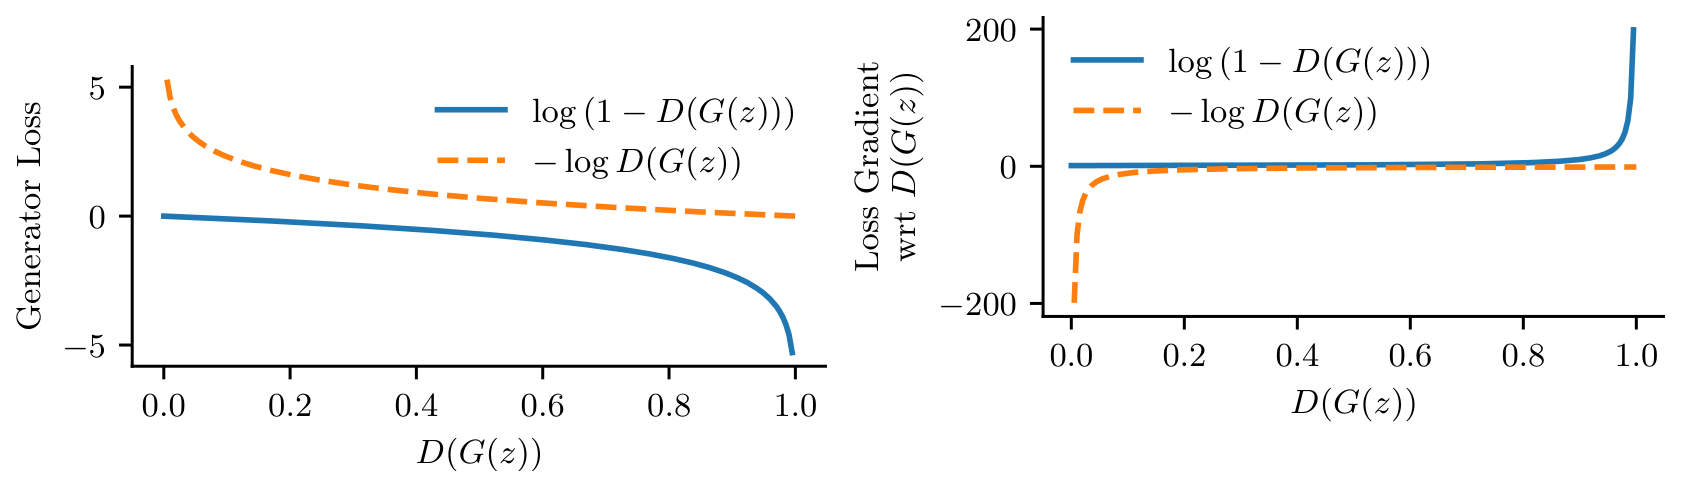 Generator Loss
5
0
−5
log (1 − D(G(z)))
− log D(G(z))
0.0 0.2 0.4 0.6 0.8 1.0
D(G(z))
Loss Gradient
wrt D(G(z))
200
0
−200
log (1 − D(G(z)))
− log D(G(z))
0.0 0.2 0.4 0.6 0.8 1.0
D(G(z))